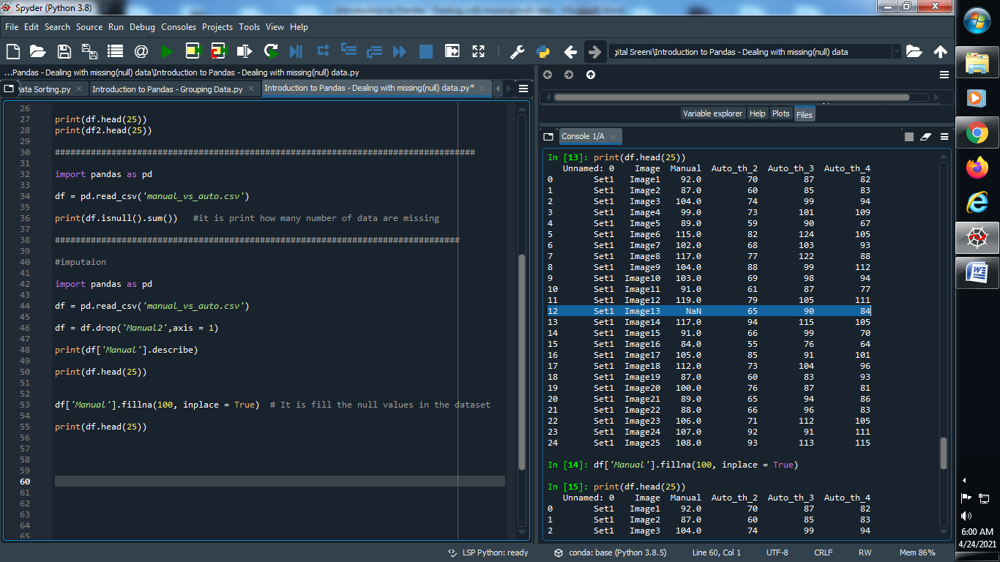 Spyder (Python 3.8)
File Edit Search Source Run Debug Consoles Projects Tools View Help
gital Sreeni\Introduction to Pandas - Dealing with missing(null) data
...Pandas - Dealing with missing(null) data\Introduction to Pandas - Dealing with missing(null) data.py
ata Sorting.py Introduction to Pandas - Grouping Data.py Introduction to Pandas - Dealing with missing(null) data.py*
26
27 print(df.head(25))
28 print(df2.head(25))
29
30 ##################################################################################
31
32 import pandas as pd
33
34 df = pd.read_csv('manual_vs_auto.csv')
35
36 print(df.isnull().sum())   #it is print how many number of data are missing
37
38 ###############################################################################
39
40 #imputaion
41
42 import pandas as pd
43
44 df = pd.read_csv('manual_vs_auto.csv')
45
46 df = df.drop('Manual2',axis = 1)
47
48 print(df['Manual'].describe)
49
50 print(df.head(25))
51
52
53 df['Manual'].fillna(100, inplace = True)  # It is fill the null values in the dataset
54
55 print(df.head(25))
56
57
58
59
60
61
62
63
64
65
Variable explorer Help Plots Files
Console 1/A
In [13]: print(df.head(25))
Unnamed: 0 Image Manual Auto_th_2 Auto_th_3 Auto_th_4
0 Set1 Image1 92.0 70 87 82
1 Set1 Image2 87.0 60 85 83
2 Set1 Image3 104.0 74 99 94
3 Set1 Image4 99.0 73 101 109
4 Set1 Image5 89.0 59 90 67
5 Set1 Image6 115.0 82 124 105
6 Set1 Image7 102.0 68 103 93
7 Set1 Image8 117.0 77 122 88
8 Set1 Image9 104.0 88 99 112
9 Set1 Image10 103.0 69 98 94
10 Set1 Image11 91.0 61 87 77
11 Set1 Image12 119.0 79 105 111
12 Set1 Image13 NaN 65 90 84
13 Set1 Image14 117.0 94 115 105
14 Set1 Image15 91.0 66 99 70
15 Set1 Image16 84.0 55 76 64
16 Set1 Image17 105.0 85 91 101
17 Set1 Image18 112.0 73 104 96
18 Set1 Image19 87.0 60 83 93
19 Set1 Image20 100.0 76 87 81
20 Set1 Image21 89.0 65 94 86
21 Set1 Image22 88.0 66 96 83
22 Set1 Image23 106.0 71 112 105
23 Set1 Image24 107.0 92 91 111
24 Set1 Image25 108.0 93 113 115
In [14]: df['Manual'].fillna(100, inplace = True)
In [15]: print(df.head(25))
Unnamed: 0 Image Manual Auto_th_2 Auto_th_3 Auto_th_4
0 Set1 Image1 92.0 70 87 82
1 Set1 Image2 87.0 60 85 83
2 Set1 Image3 104.0 74 99 94
LSP Python: ready conda: base (Python 3.8.5) Line 60, Col 1 UTF-8 CRLF RW Mem 86%
6:00 AM
4/24/2021